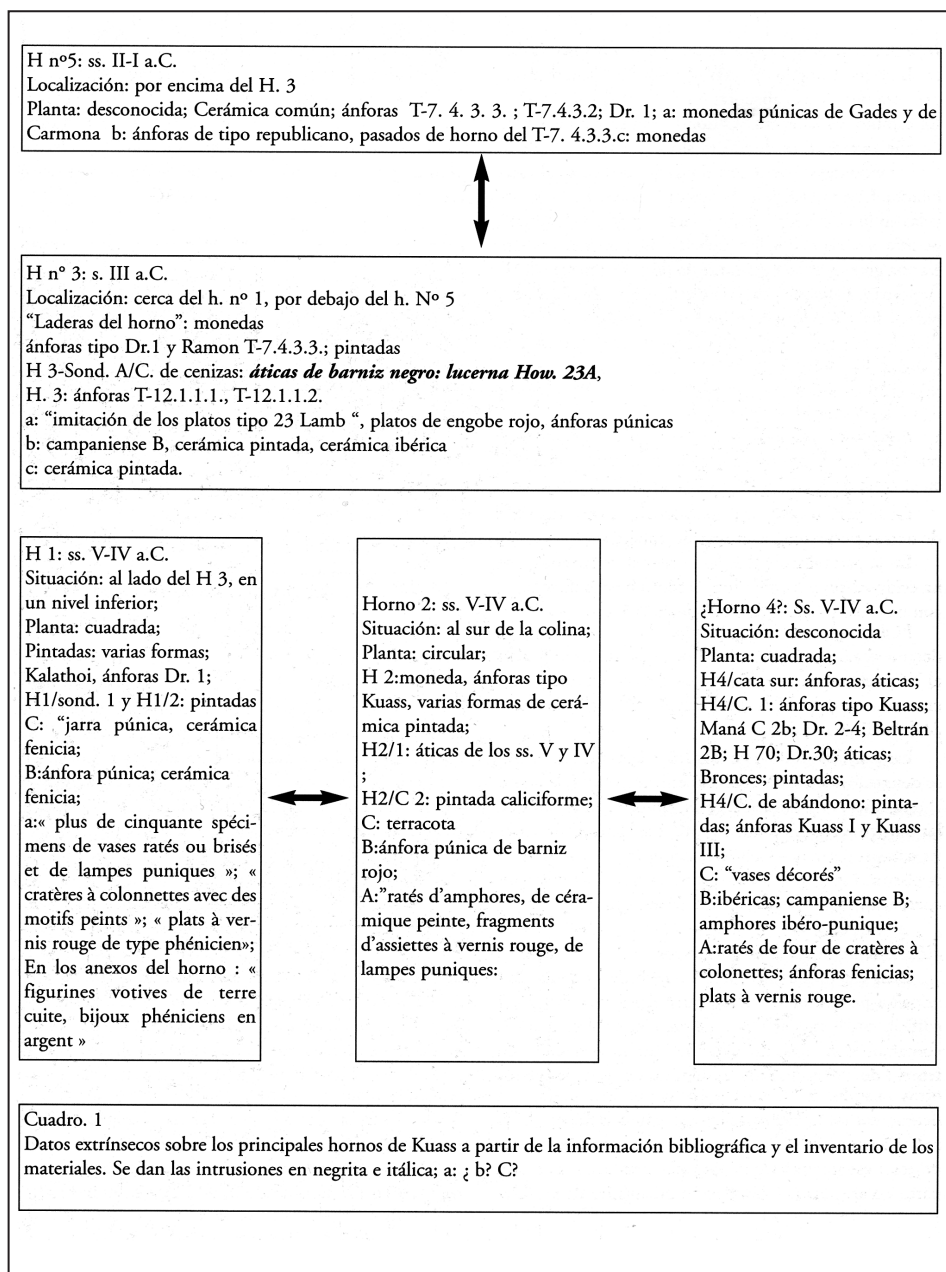 H nº5: ss. II-I a.C.
Localización: por encima del H. 3
Planta: desconocida; Cerámica común; ánforas T-7. 4. 3. 3. ; T-7.4.3.2; Dr. 1; a: monedas púnicas de Gades y de
Carmona b: ánforas de tipo republicano, pasados de horno del T-7. 4.3.3.c: monedas
H n° 3: s. III a.C.
Localización: cerca del h. nº 1, por debajo del h. Nº 5
“Laderas del horno”: monedas
ánforas tipo Dr.1 y Ramon T-7.4.3.3.; pintadas
H 3-Sond. A/C. de cenizas: áticas de barniz negro: lucerna How. 23A,
H. 3: ánforas T-12.1.1.1., T-12.1.1.2.
a: “imitación de los platos tipo 23 Lamb “, platos de engobe rojo, ánforas púnicas
b: campaniense B, cerámica pintada, cerámica ibérica
c: cerámica pintada.
H 1: ss. V-IV a.C.
Situación: al lado del H 3, en
un nivel inferior;
Planta: cuadrada;
Pintadas: varias formas;
Kalathoi, ánforas Dr. 1;
H1/sond. 1 y H1/2: pintadas
C: “jarra púnica, cerámica
fenicia;
B:ánfora púnica; cerámica
fenicia;
a:« plus de cinquante spéci-
mens de vases ratés ou brisés
et de lampes puniques »; «
cratères à colonnettes avec des
motifs peints »; « plats à ver-
nis rouge de type phénicien»;
En los anexos del horno : «
figurines votives de terre
cuite, bijoux phéniciens en
argent »
Horno 2: ss. V-IV a.C.
Situación: al sur de la colina;
Planta: circular;
H 2:moneda, ánforas tipo
Kuass, varias formas de cerá-
mica pintada;
H2/1: áticas de los ss. V y IV
;
H2/C 2: pintada caliciforme;
C: terracota
B:ánfora púnica de barniz
rojo;
A:”ratés d’amphores, de céra-
mique peinte, fragments
d’assiettes à vernis rouge, de
lampes puniques:
¿Horno 4?: Ss. V-IV a.C.
Situación: desconocida
Planta: cuadrada;
H4/cata sur: ánforas, áticas;
H4/C. 1: ánforas tipo Kuass;
Maná C 2b; Dr. 2-4; Beltrán
2B; H 70; Dr.30; áticas;
Bronces; pintadas;
H4/C. de abándono: pinta-
das; ánforas Kuass I y Kuass
III;
C: “vases décorés”
B:ibéricas; campaniense B;
amphores ibéro-punique;
A:ratés de four de cratères à
colonettes; ánforas fenicias;
plats à vernis rouge.
Cuadro. 1
Datos extrínsecos sobre los principales hornos de Kuass a partir de la información bibliográfica y el inventario de los
materiales. Se dan las intrusiones en negrita e itálica; a: ¿ b? C?